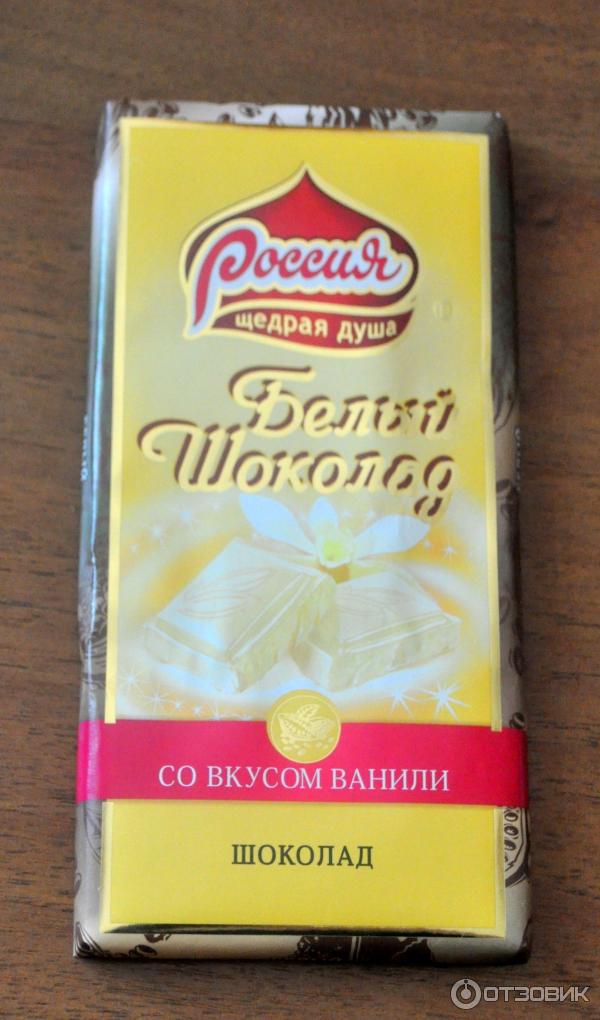 Россия
щедрая душа
Белый
Шоколад
СО ВКУСОМ ВАНИЛИ
ШОКОЛАД
ОТЗОВИК